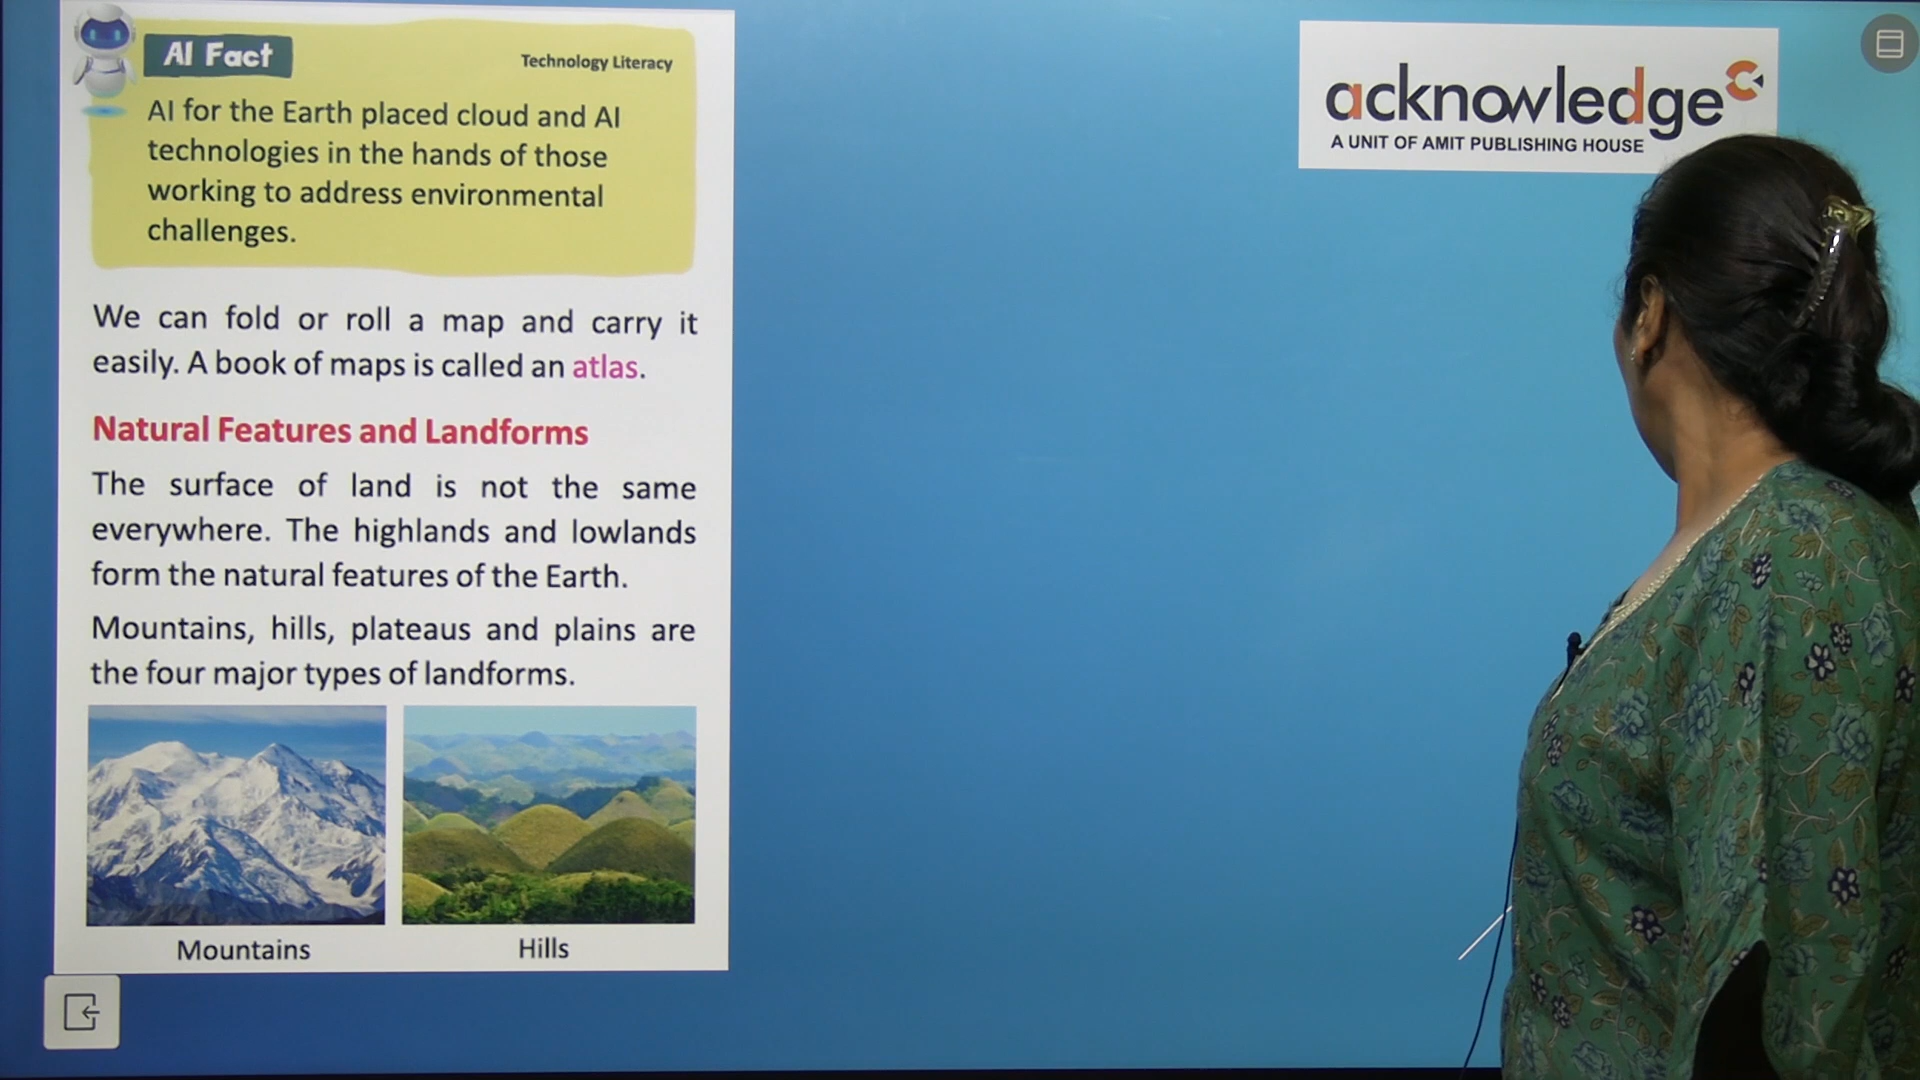 AI Fact
Technology Literacy
AI for the Earth placed cloud and AI
technologies in the hands of those
working to address environmental
challenges.
We can fold or roll a map and carry it
easily. A book of maps is called an atlas.
Natural Features and Landforms
The surface of land is not the same
everywhere. The highlands and lowlands
form the natural features of the Earth.
Mountains, hills, plateaus and plains are
the four major types of landforms.
Mountains
Hills
acknowledge
A UNIT OF AMIT PUBLISHING HOUSE